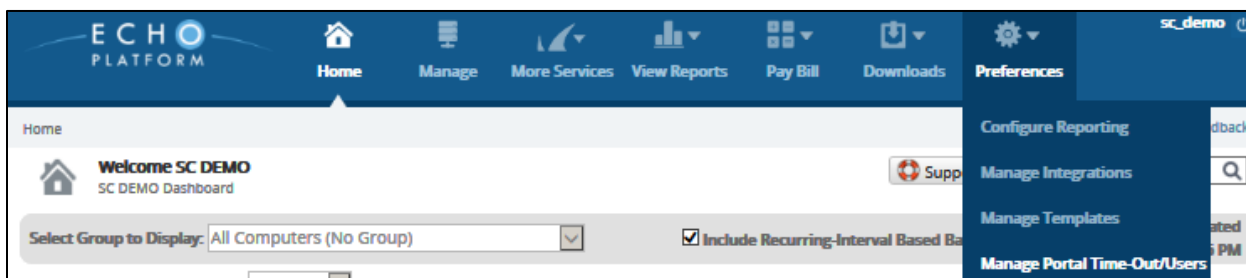 ECHO
PLATFORM
Home
Manage
More Services
View Reports
Pay Bill
Downloads
Preferences
sc_demo
Home
Configure Reporting
Welcome SC DEMO
SC DEMO Dashboard
Supp
Manage Integrations
Manage Templates
Select Group to Display: All Computers (No Group)
Include Recurring-Interval Based Ba
PM
Manage Portal Time-Out/Users